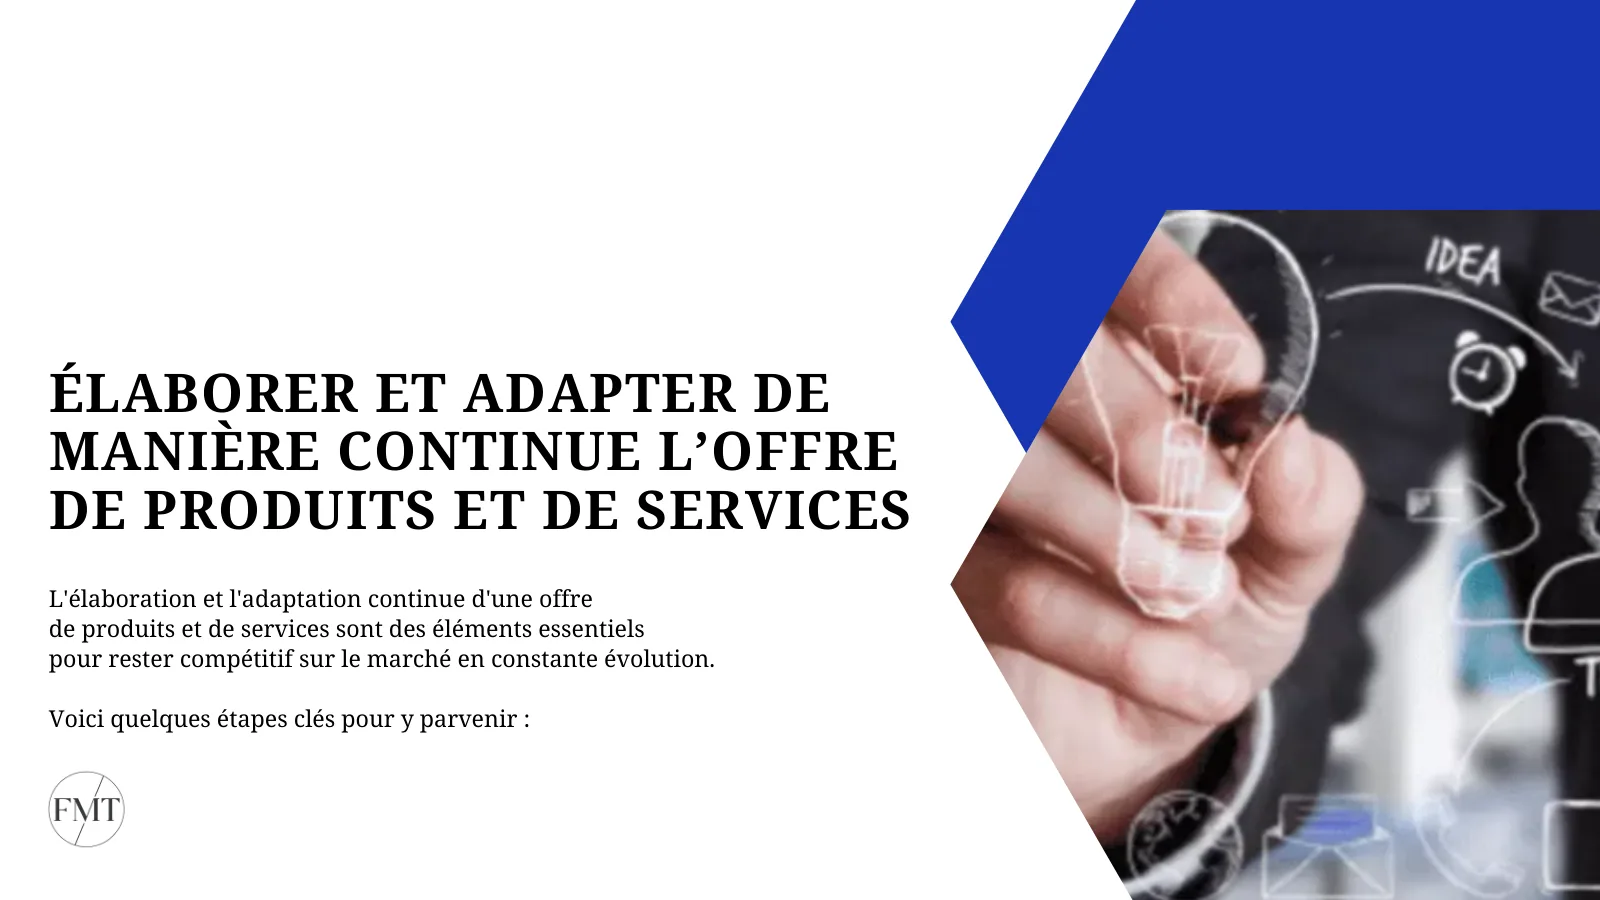 ÉLABORER ET ADAPTER DE
MANIÈRE CONTINUE L’OFFRE
DE PRODUITS ET DE SERVICES
L'élaboration et l'adaptation continue d'une offre
de produits et de services sont des éléments essentiels
pour rester compétitif sur le marché en constante évolution.
Voici quelques étapes clés pour y parvenir :
FMT
IDEA